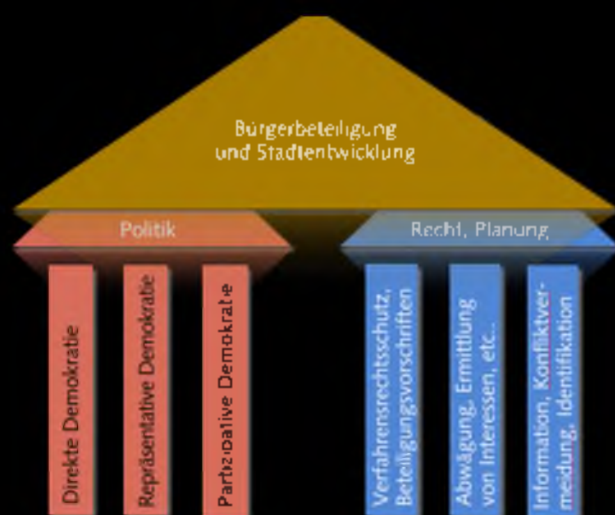 Bürgerbeteiligung
und Stadtentwicklung
Politik
Recht, Planung
Direkte Demokratie
Repräsentative Demokratie
Partizipative Demokratie
Verfahrensrechtsschutz,
Beteiligungsvorschriften
Abwägung, Ermittlung
von Interessen, etc..
Information, Konfliktver-
meidung, Identifikation